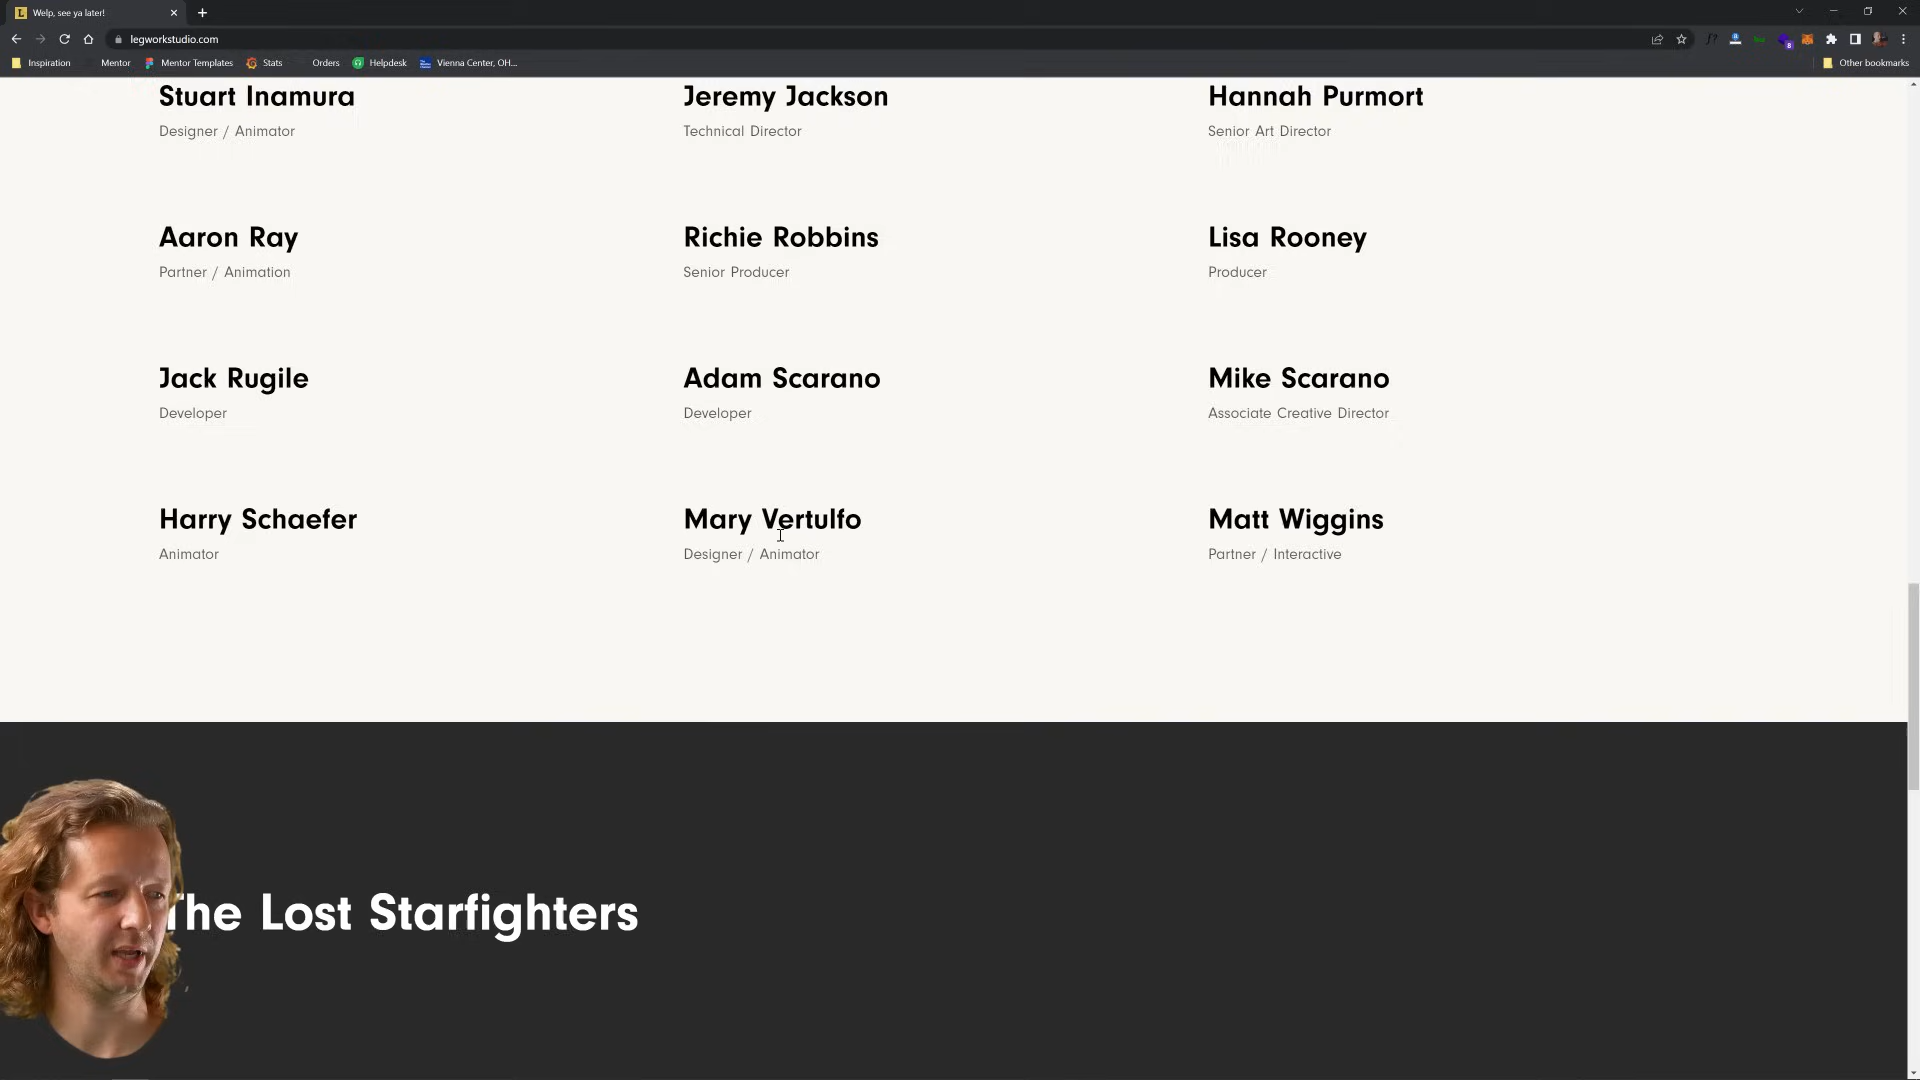 Welp, see ya later!
legworkstudio.com
Inspiration
Mentor
Mentor Templates
Stats
Orders
Helpdesk
Vienna Center, OH...
Other bookmarks
Stuart Inamura
Designer / Animator
Jeremy Jackson
Technical Director
Hannah Purmort
Senior Art Director
Aaron Ray
Partner / Animation
Richie Robbins
Senior Producer
Lisa Rooney
Producer
Jack Rugile
Developer
Adam Scarano
Developer
Mike Scarano
Associate Creative Director
Harry Schaefer
Animator
Mary Vertulfo
Designer / Animator
Matt Wiggins
Partner / Interactive
The Lost Starfighters